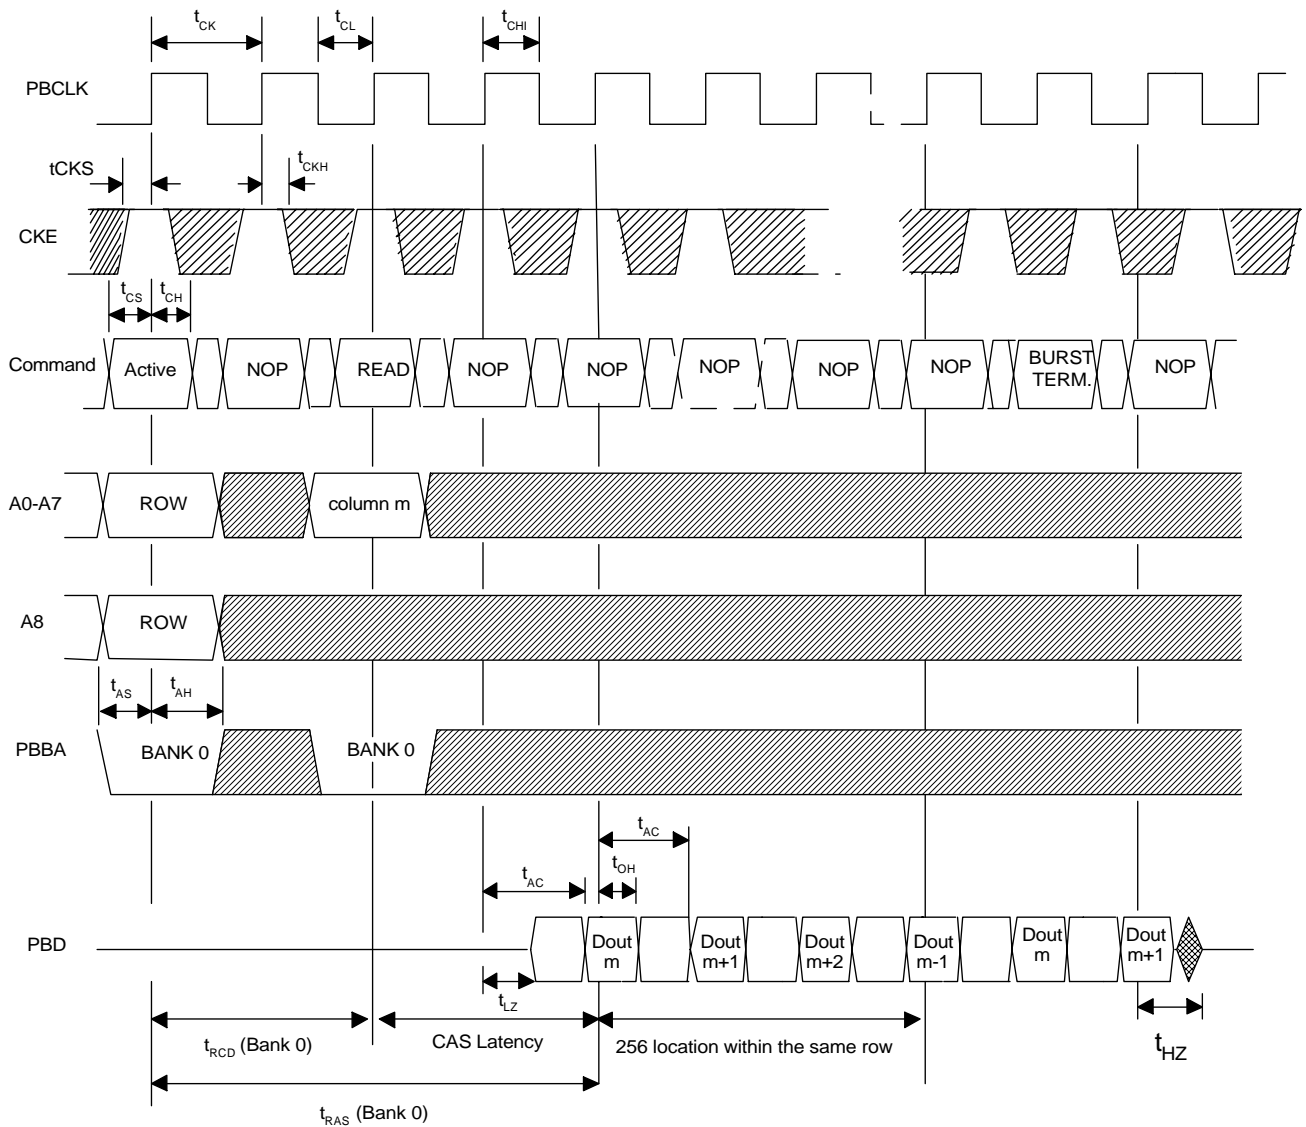 tCK
tCL
tCHI
PBCLK
tCKS
tCKH
CKE
tCS
tCH
Command
Active
NOP
READ
NOP
NOP
NOP
NOP
NOP
BURST
TERM.
NOP
A0-A7
ROW
column m
A8
ROW
tAS
tAH
PBBA
BANK 0
BANK 0
tAC
tAC
tOH
PBD
Dout
m
Dout
m+1
Dout
m+2
Dout
m-1
Dout
m
Dout
m+1
tLZ
tRCD (Bank 0)
CAS Latency
256 location within the same row
tHZ
tRAS (Bank 0)